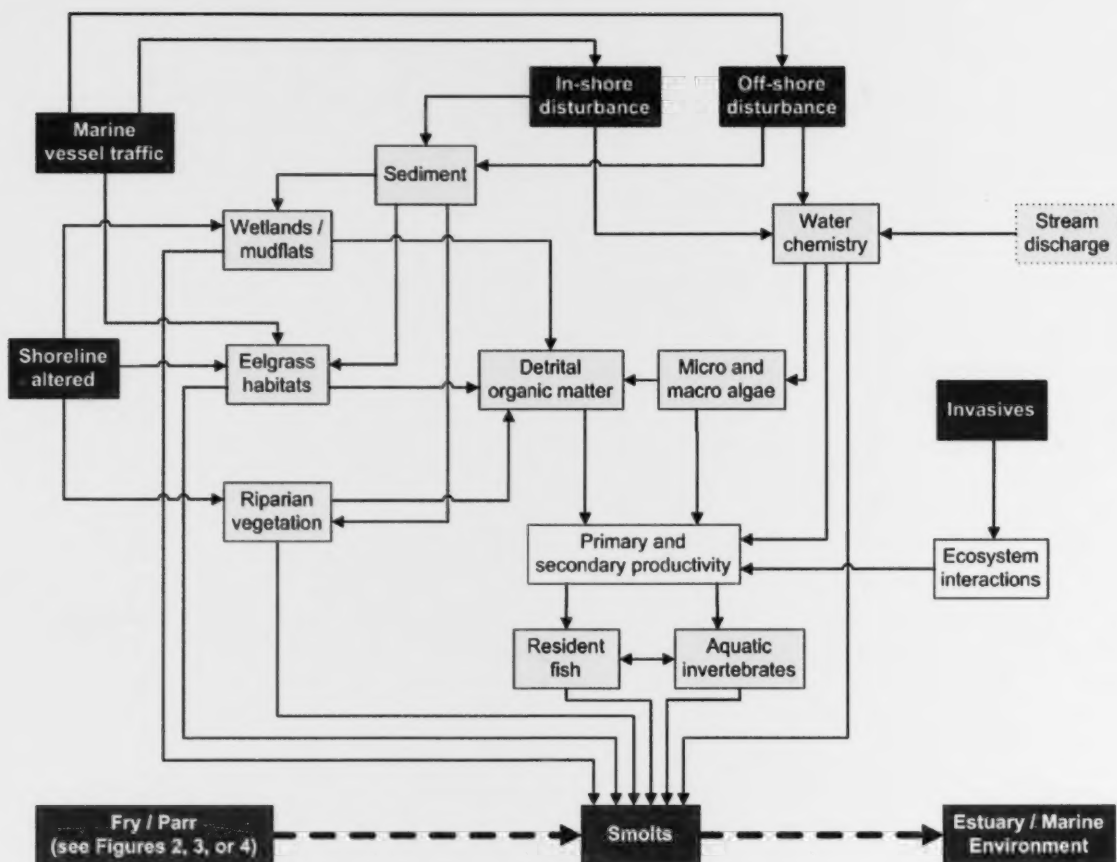 In-shore
disturbance
Off-shore
disturbance
Marine
vessel traffic
Sediment
Wetlands /
mudflats
Water
chemistry
Stream
discharge
Shoreline
altered
Eelgrass
habitats
Detrital
organic matter
Micro and
macro algae
Invasives
Riparian
vegetation
Primary and
secondary productivity
Ecosystem
interactions
Resident
fish
Aquatic
invertebrates
Fry / Parr
(see Figures 2, 3, or 4)
Smolts
Estuary / Marine
Environment